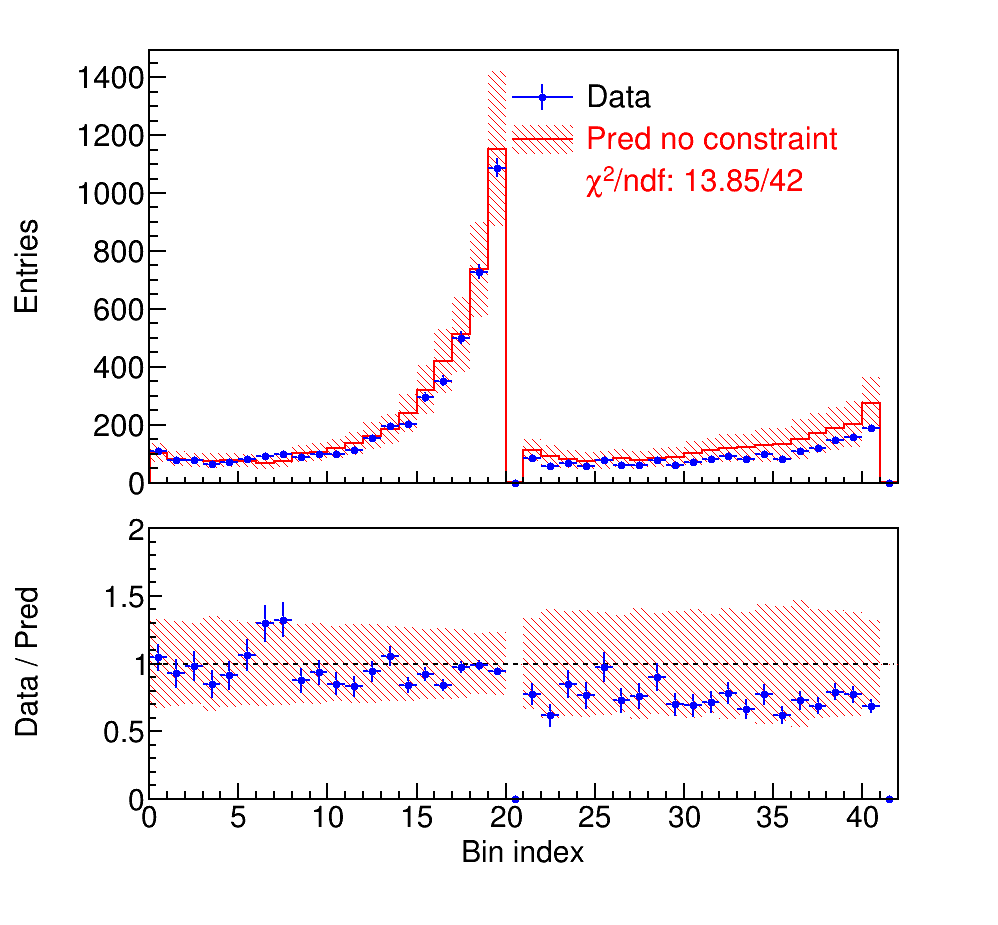 1400
1200
1000
800
600
400
200
0
Entries
Data
Pred no constraint
χ²/ndf: 13.85/42
2
1.5
1
0.5
0
Data / Pred
0 5 10 15 20 25 30 35 40
Bin index